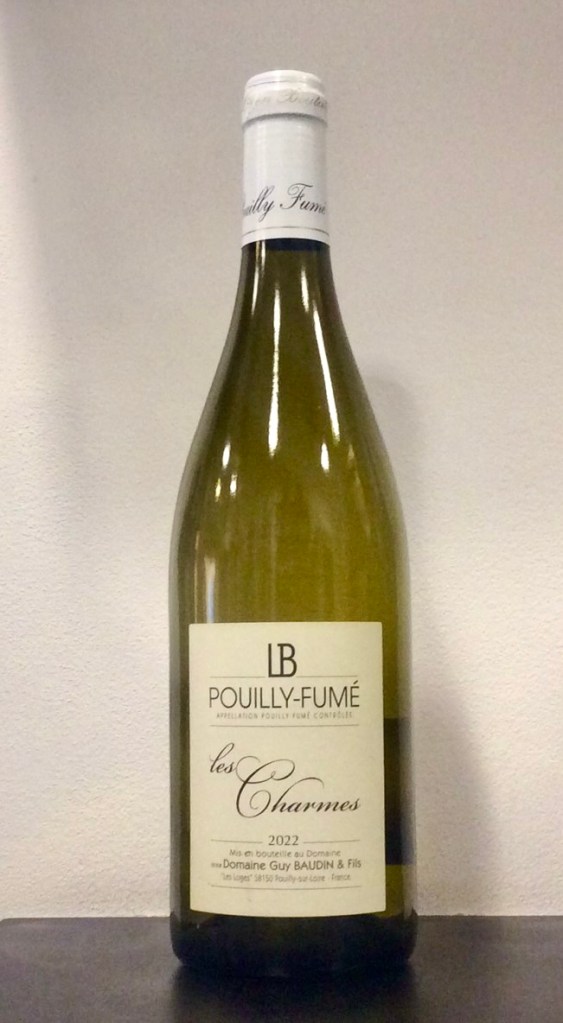 Pouilly Fumé
LB
POUILLY-FUMÉ
APPELLATION POUILLY-FUMÉ CONTRÔLÉE
les
Charmes
2022
Mis en bouteille au Domaine
Domaine Guy BAUDIN & Fils
"Les Loges" 58150 Pouilly-sur-Loire - France